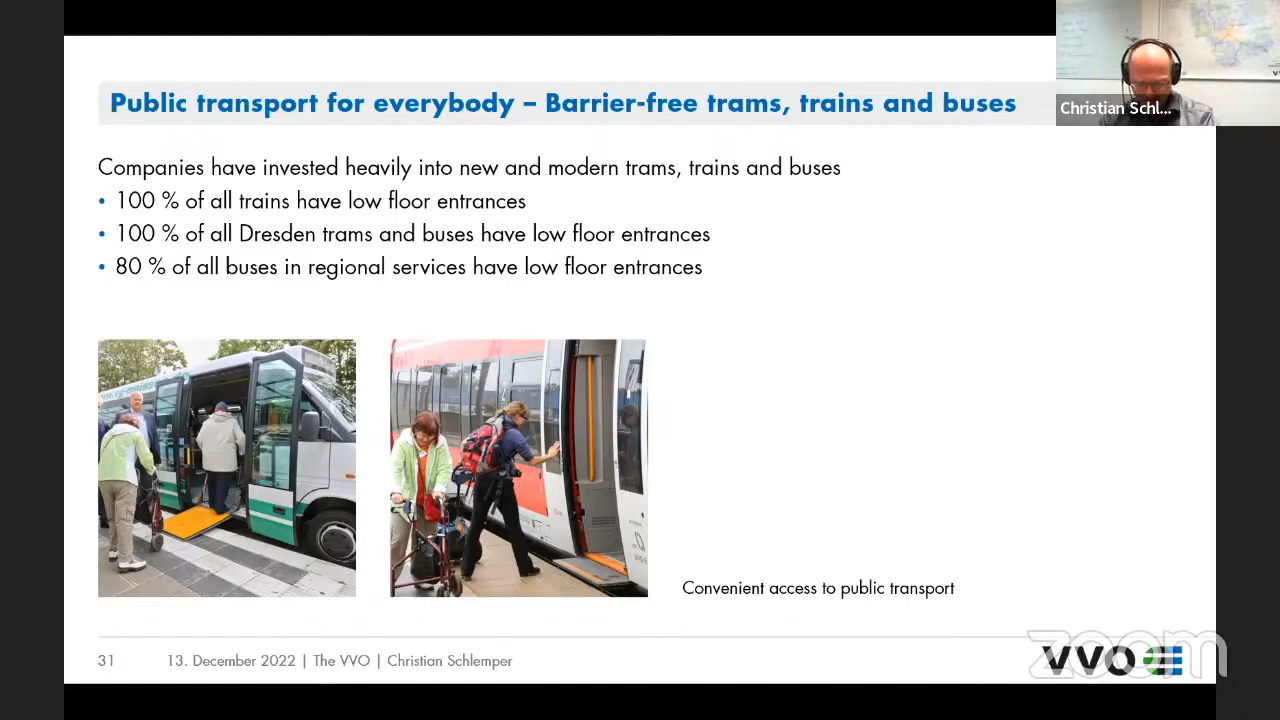 Public transport for everybody – Barrier-free trams, trains and buses
Christian Schl...
Companies have invested heavily into new and modern trams, trains and buses
• 100 % of all trains have low floor entrances
• 100 % of all Dresden trams and buses have low floor entrances
• 80 % of all buses in regional services have low floor entrances
Convenient access to public transport
31 13. December 2022 | The VVO | Christian Schlemper
VVO
zoom